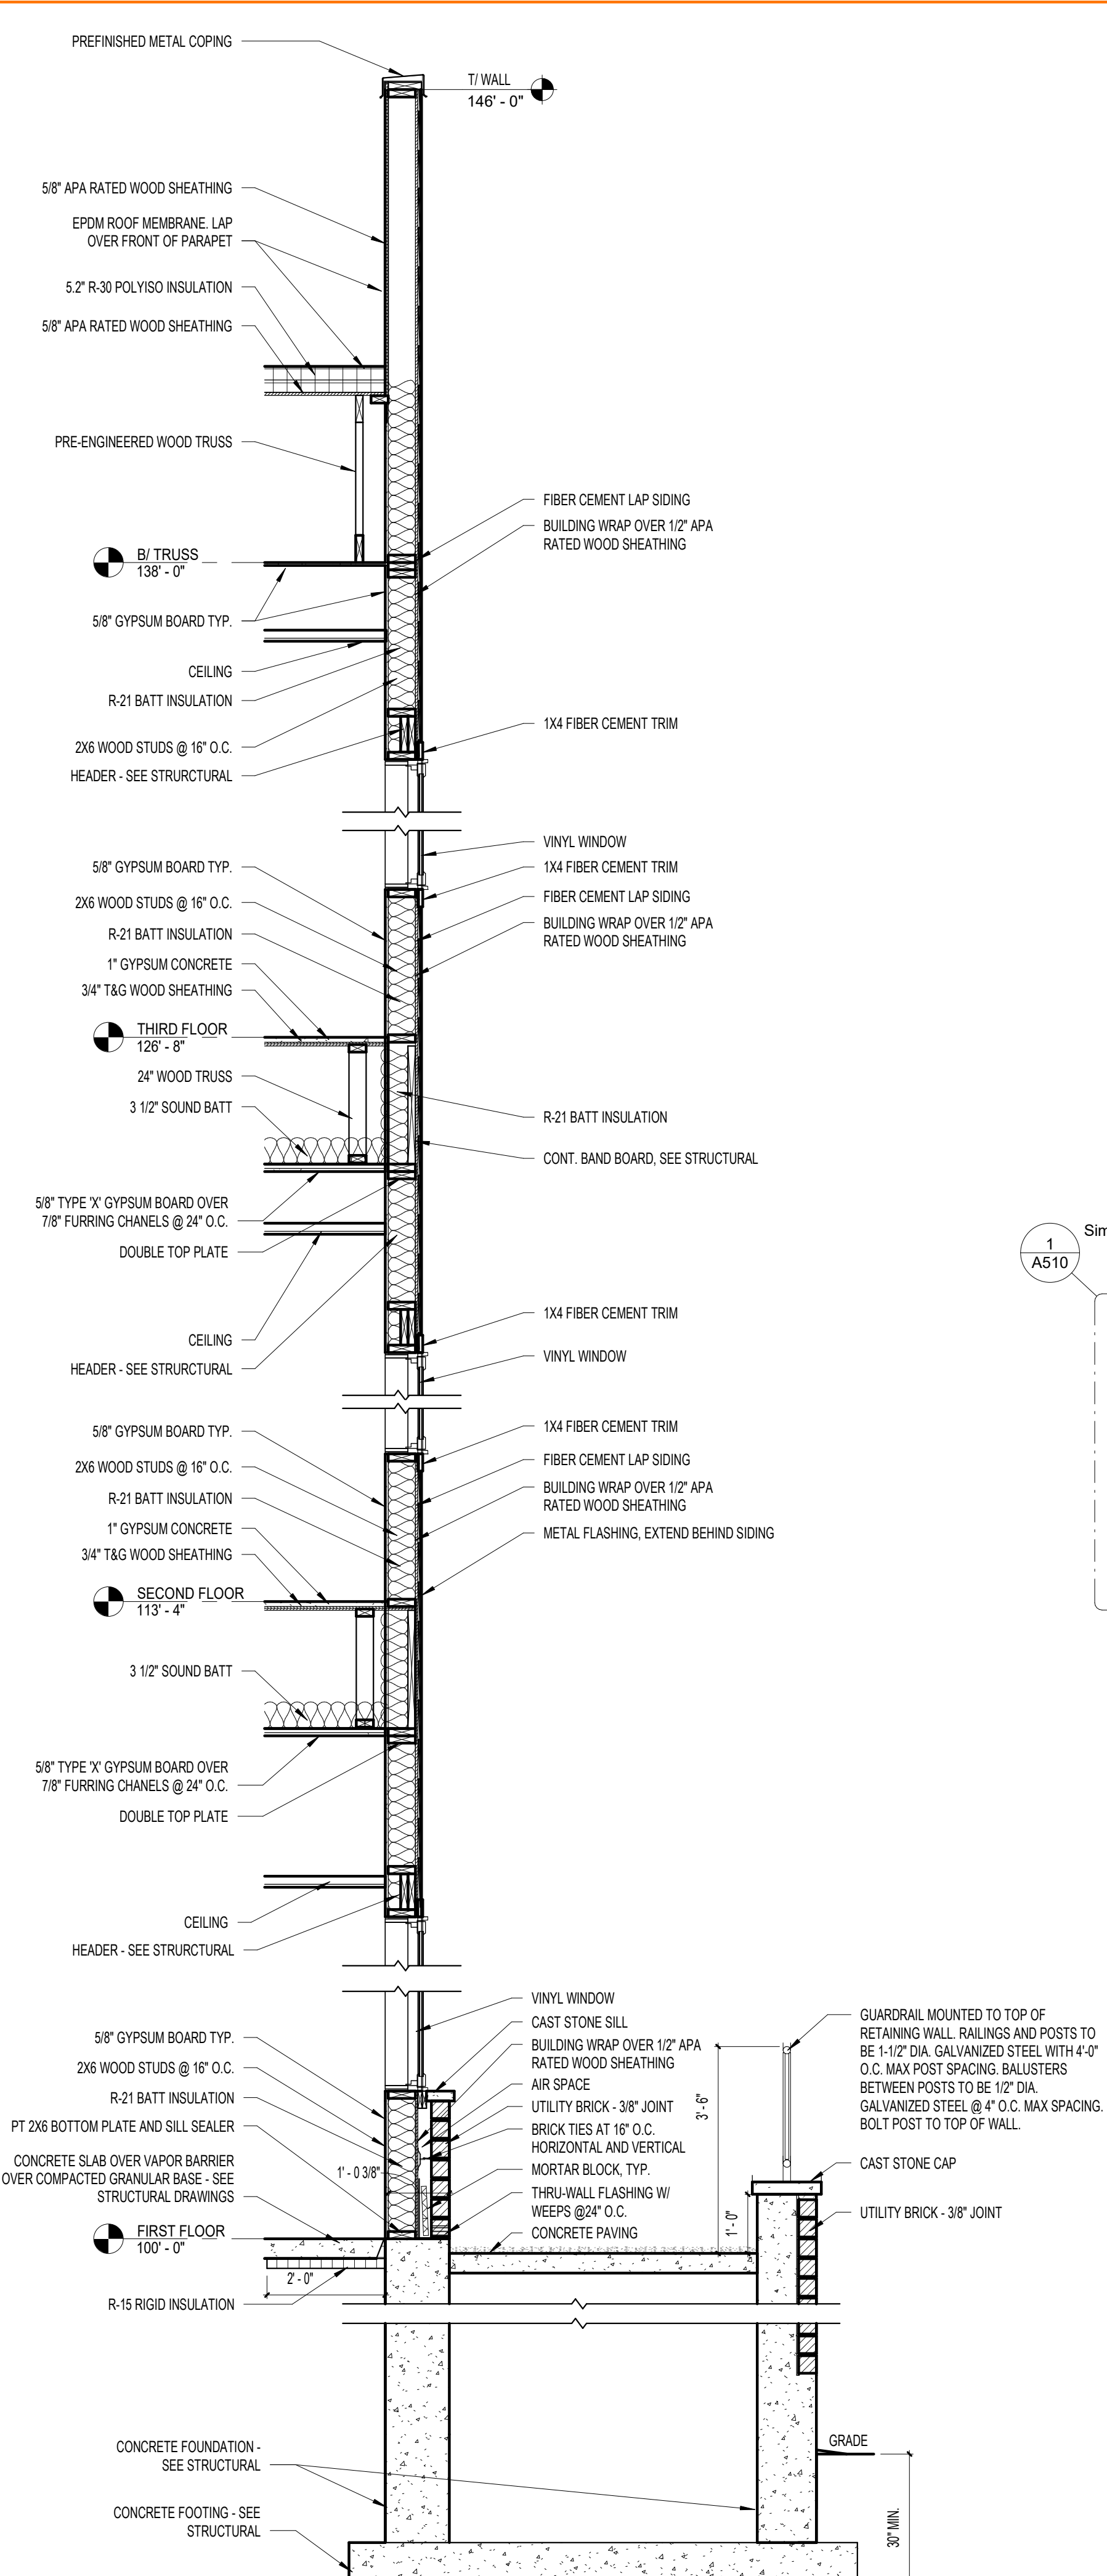 PREFINISHED METAL COPING
T/ WALL
146' - 0"
5/8" APA RATED WOOD SHEATHING
EPDM ROOF MEMBRANE. LAP
OVER FRONT OF PARAPET
5.2" R-30 POLYISO INSULATION
5/8" APA RATED WOOD SHEATHING
PRE-ENGINEERED WOOD TRUSS
FIBER CEMENT LAP SIDING
BUILDING WRAP OVER 1/2" APA
RATED WOOD SHEATHING
B/ TRUSS
138' - 0"
5/8" GYPSUM BOARD TYP.
CEILING
R-21 BATT INSULATION
2X6 WOOD STUDS @ 16" O.C.
HEADER - SEE STRURCTURAL
1X4 FIBER CEMENT TRIM
VINYL WINDOW
1X4 FIBER CEMENT TRIM
FIBER CEMENT LAP SIDING
BUILDING WRAP OVER 1/2" APA
RATED WOOD SHEATHING
5/8" GYPSUM BOARD TYP.
2X6 WOOD STUDS @ 16" O.C.
R-21 BATT INSULATION
1" GYPSUM CONCRETE
3/4" T&G WOOD SHEATHING
THIRD FLOOR
126' - 8"
24" WOOD TRUSS
3 1/2" SOUND BATT
R-21 BATT INSULATION
CONT. BAND BOARD, SEE STRUCTURAL
5/8" TYPE 'X' GYPSUM BOARD OVER
7/8" FURRING CHANELS @ 24" O.C.
DOUBLE TOP PLATE
CEILING
HEADER - SEE STRURCTURAL
1
A510
Sim
1X4 FIBER CEMENT TRIM
VINYL WINDOW
1X4 FIBER CEMENT TRIM
FIBER CEMENT LAP SIDING
BUILDING WRAP OVER 1/2" APA
RATED WOOD SHEATHING
METAL FLASHING, EXTEND BEHIND SIDING
5/8" GYPSUM BOARD TYP.
2X6 WOOD STUDS @ 16" O.C.
R-21 BATT INSULATION
1" GYPSUM CONCRETE
3/4" T&G WOOD SHEATHING
SECOND FLOOR
113' - 4"
3 1/2" SOUND BATT
5/8" TYPE 'X' GYPSUM BOARD OVER
7/8" FURRING CHANELS @ 24" O.C.
DOUBLE TOP PLATE
CEILING
HEADER - SEE STRURCTURAL
VINYL WINDOW
CAST STONE SILL
BUILDING WRAP OVER 1/2" APA
RATED WOOD SHEATHING
AIR SPACE
UTILITY BRICK - 3/8" JOINT
BRICK TIES AT 16" O.C.
HORIZONTAL AND VERTICAL
MORTAR BLOCK, TYP.
THRU-WALL FLASHING W/
WEEPS @24" O.C.
CONCRETE PAVING
5/8" GYPSUM BOARD TYP.
2X6 WOOD STUDS @ 16" O.C.
R-21 BATT INSULATION
PT 2X6 BOTTOM PLATE AND SILL SEALER
CONCRETE SLAB OVER VAPOR BARRIER
OVER COMPACTED GRANULAR BASE - SEE
STRUCTURAL DRAWINGS
1' - 0 3/8"
FIRST FLOOR
100' - 0"
2' - 0"
R-15 RIGID INSULATION
3' - 6"
1' - 0"
GUARDRAIL MOUNTED TO TOP OF
RETAINING WALL. RAILINGS AND POSTS TO
BE 1-1/2" DIA. GALVANIZED STEEL WITH 4'-0"
O.C. MAX POST SPACING. BALUSTERS
BETWEEN POSTS TO BE 1/2" DIA.
GALVANIZED STEEL @ 4" O.C. MAX SPACING.
BOLT POST TO TOP OF WALL.
CAST STONE CAP
UTILITY BRICK - 3/8" JOINT
GRADE
30" MIN.
CONCRETE FOUNDATION -
SEE STRUCTURAL
CONCRETE FOOTING - SEE
STRUCTURAL